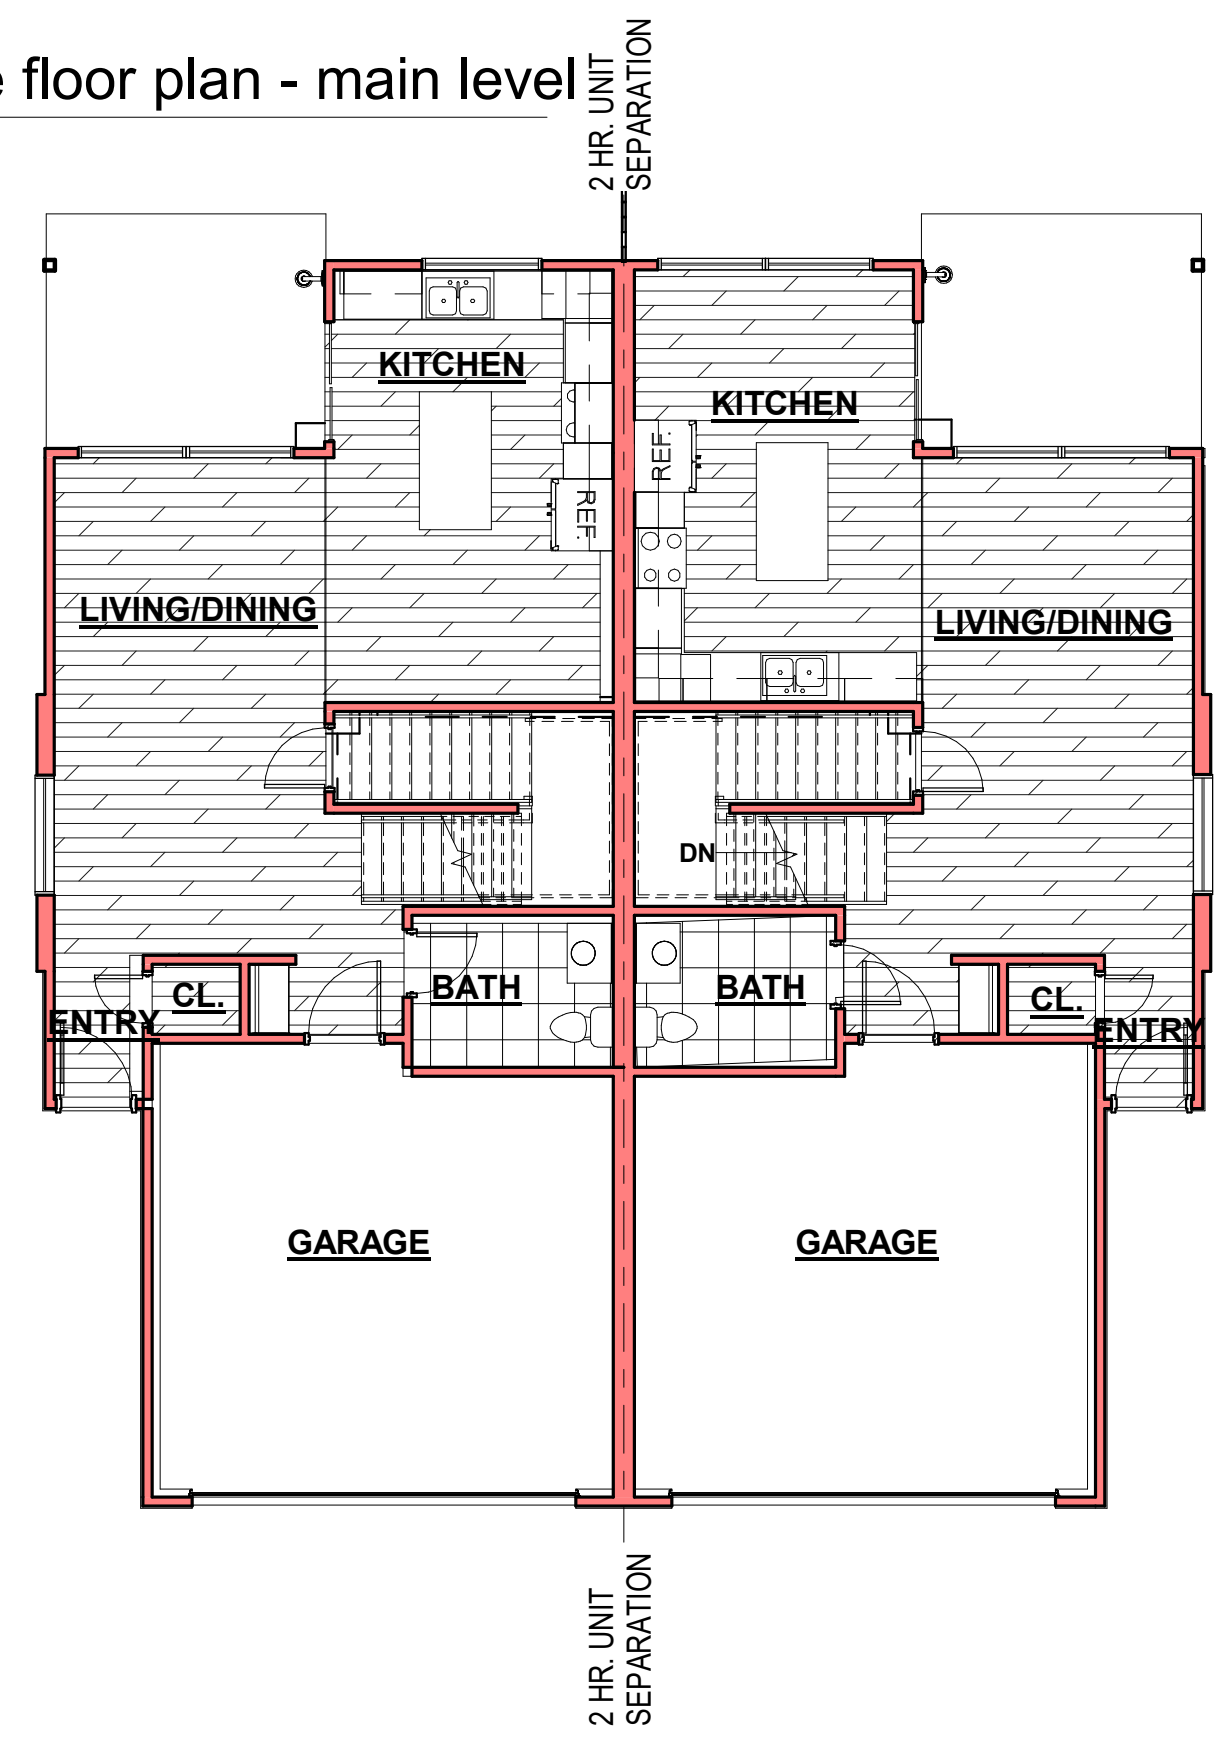 e floor plan - main level
2 HR. UNIT
SEPARATION
KITCHEN
KITCHEN
REF.
REF.
LIVING/DINING
LIVING/DINING
DN
BATH
BATH
CL.
CL.
ENTRY
ENTRY
GARAGE
GARAGE
2 HR. UNIT
SEPARATION